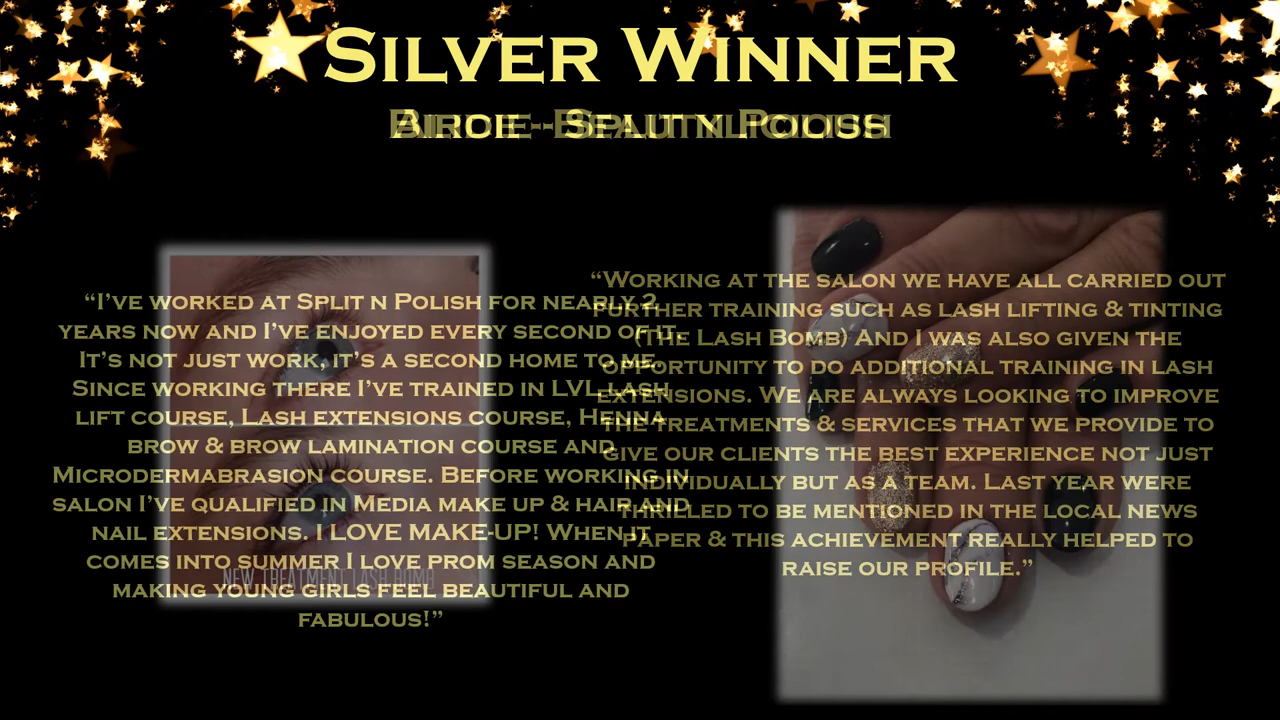 SILVER WINNER
“I’VE WORKED AT SPLIT N POLISH FOR NEARLY 2
YEARS NOW AND I’VE ENJOYED EVERY SECOND OF IT.
IT’S NOT JUST WORK, IT’S A SECOND HOME TO ME.
SINCE WORKING THERE I’VE TRAINED IN LVL LASH
LIFT COURSE, LASH EXTENSIONS COURSE, HENNA
BROW & BROW LAMINATION COURSE AND
MICRODERMABRASION COURSE. BEFORE WORKING IN
SALON I’VE QUALIFIED IN MEDIA MAKE UP & HAIR AND
NAIL EXTENSIONS. I LOVE MAKE-UP! WHEN IT
COMES INTO SUMMER I LOVE PROM SEASON AND
MAKING YOUNG GIRLS FEEL BEAUTIFUL AND
FABULOUS!”
NEW TREATMENT LASH BOMB
“WORKING AT THE SALON WE HAVE ALL CARRIED OUT
FURTHER TRAINING SUCH AS LASH LIFTING & TINTING
(THE LASH BOMB) AND I WAS ALSO GIVEN THE
OPPORTUNITY TO DO ADDITIONAL TRAINING IN LASH
EXTENSIONS. WE ARE ALWAYS LOOKING TO IMPROVE
THE TREATMENTS & SERVICES THAT WE PROVIDE TO
GIVE OUR CLIENTS THE BEST EXPERIENCE NOT JUST
INDIVIDUALLY BUT AS A TEAM. LAST YEAR WERE
THRILLED TO BE MENTIONED IN THE LOCAL NEWS
PAPER & THIS ACHIEVEMENT REALLY HELPED TO
RAISE OUR PROFILE.”